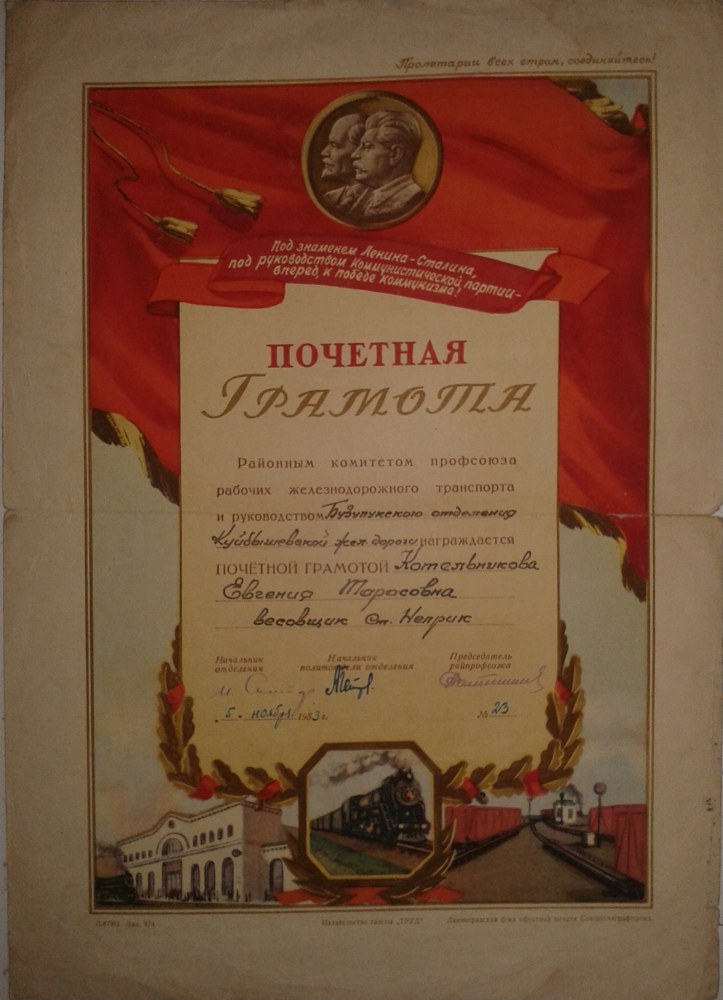 Пролетарии всех стран, соединяйтесь!
Под знаменем Ленина-Сталина,
под руководством Коммунистической партии-
вперед, к победе коммунизма!
ПОЧЕТНАЯ
ГРАМОТА
Районным комитетом профсоюза
рабочих железнодорожного транспорта
и руководством Бузулукского отделения
Куйбышевской жел. дороги награждается
ПОЧЁТНОЙ ГРАМОТОЙ Котельникова
Евгения Тарасовна
весовщик ст. Неприк
Начальник
отделения
Начальник
политотдела отделения
Председатель
райпрофсожа
5. ноября 1953 г.
№ 23
Издательство газеты „ТРУД"
Ленинградская